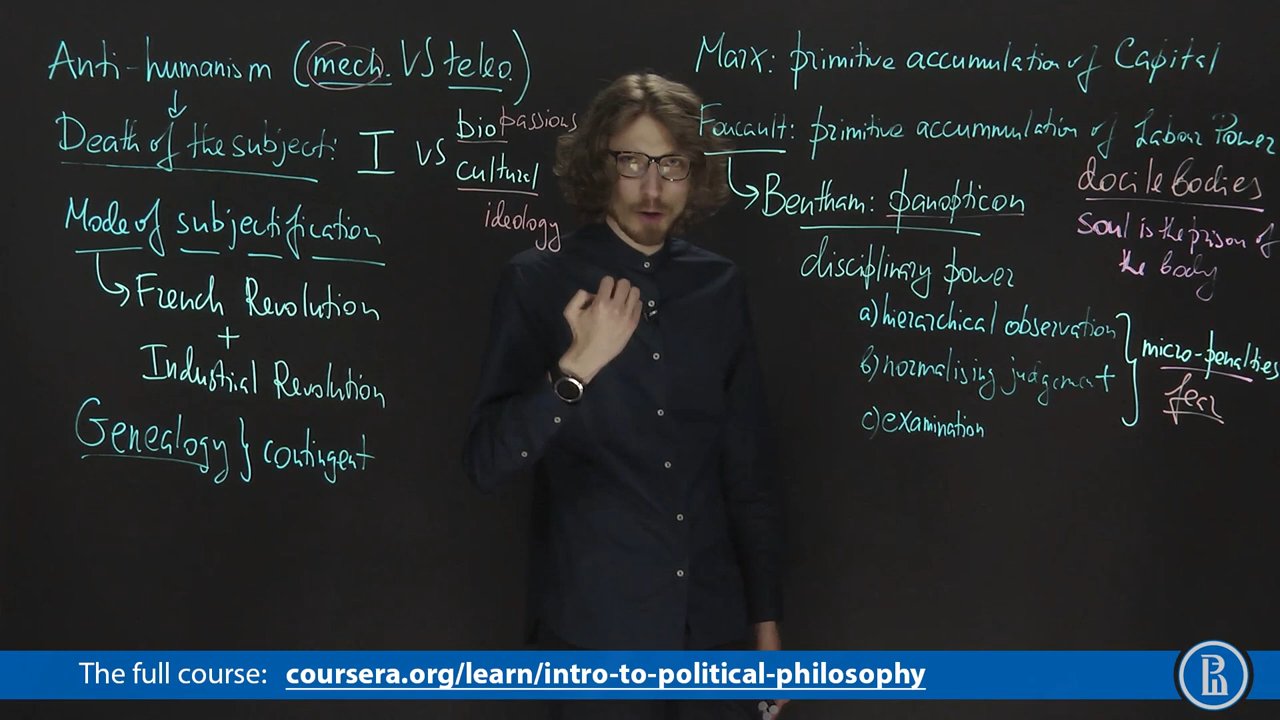 Anti-humanism (mech. VS teleo.)
Death of the subject: I vs bio passions
cultural
ideology
Mode of subjectification
French Revolution
+
Industrial Revolution
Genealogy } contingent
Marx: primitive accumulation of Capital
Foucault: primitive accummulation of Labour Power
docile bodies
soul is the prison of
the body
Bentham: panopticon
disciplinary power
a) hierarchical observation
b) normalising judgement
c) examination
} micro-penalties
fear
The full course: coursera.org/learn/intro-to-political-philosophy